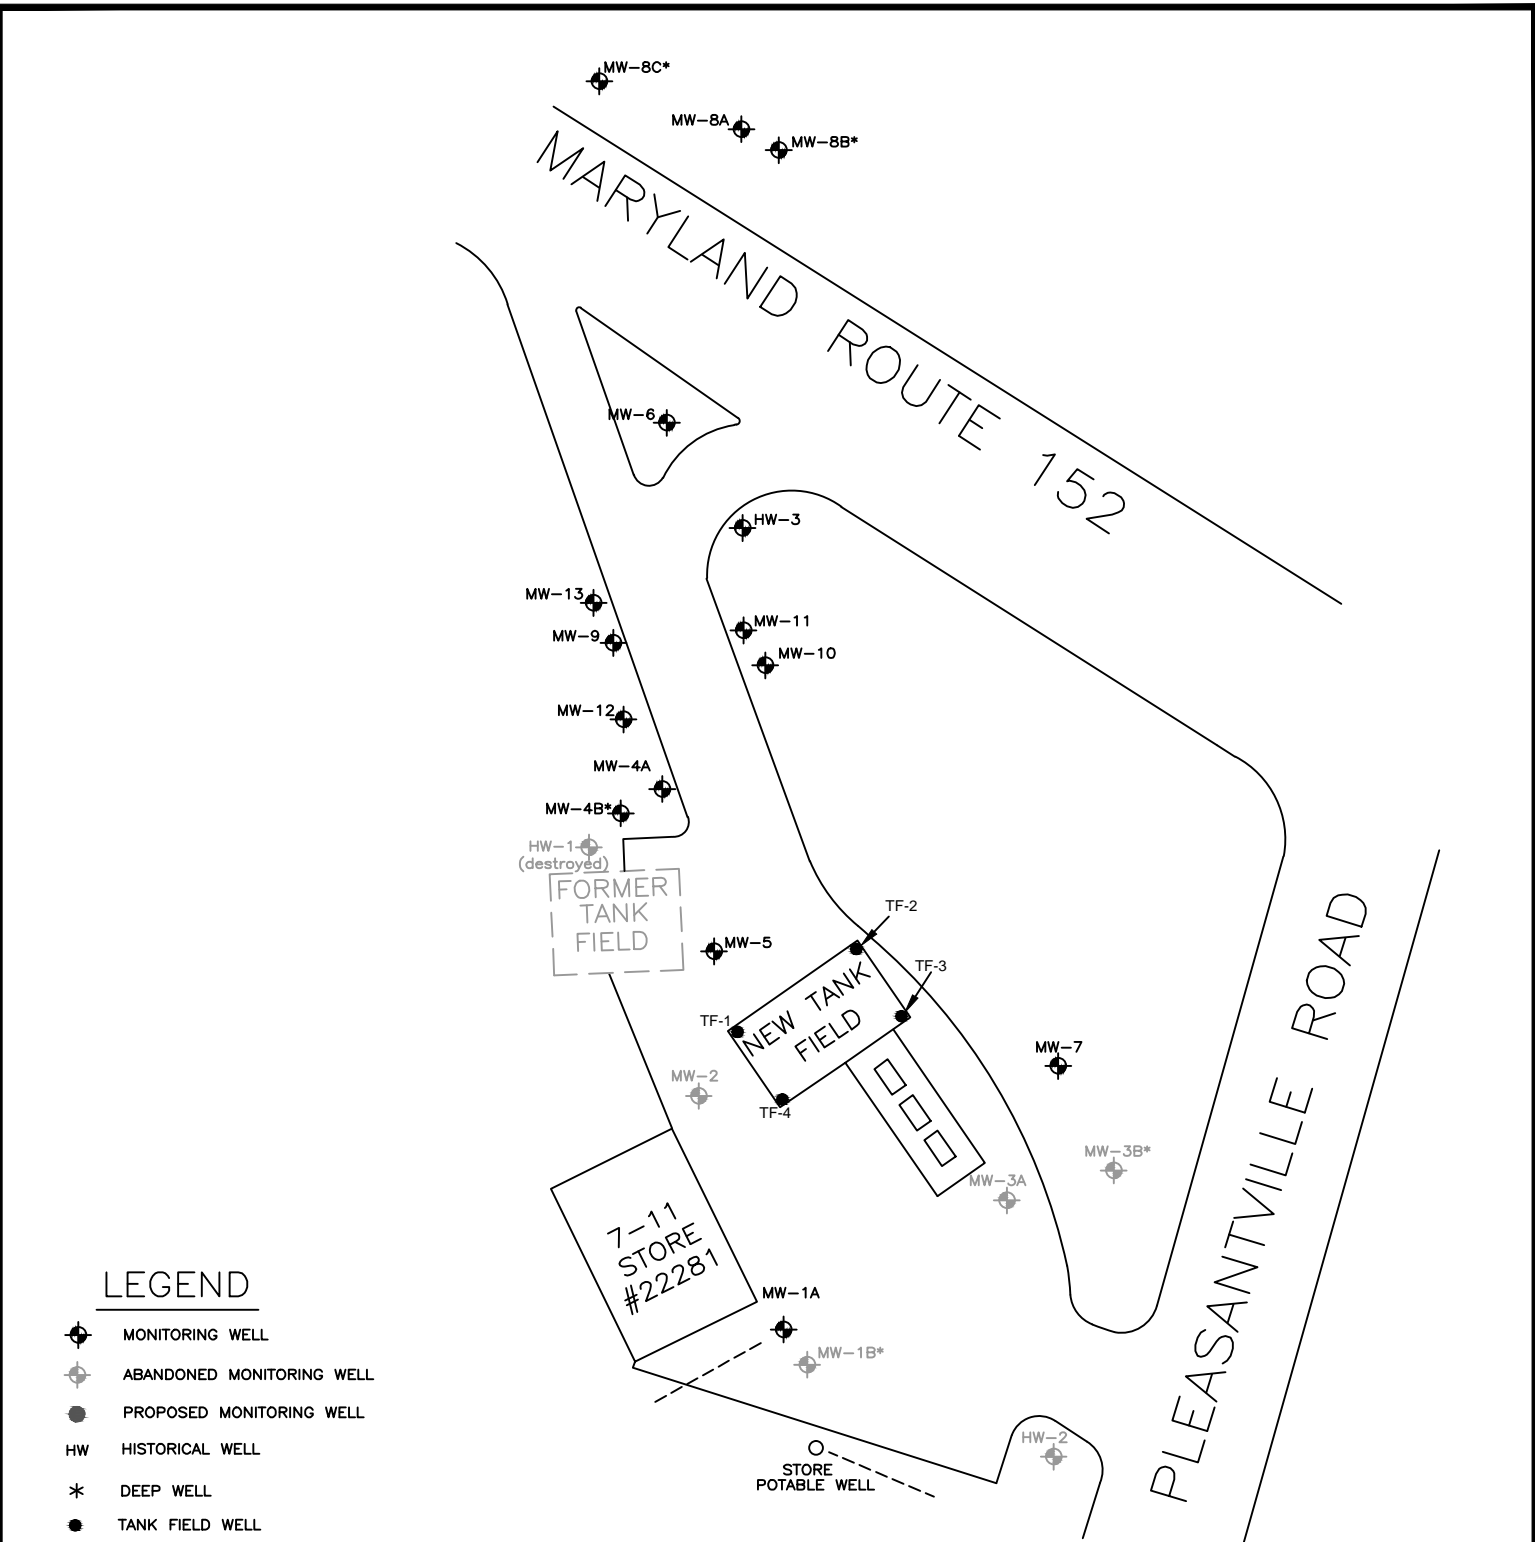 MW-8C*
MW-8A
MW-8B*
MARYLAND ROUTE 152
MW-6
HW-3
MW-13
MW-11
MW-9
MW-10
MW-12
MW-4A
MW-4B*
HW-1
(destroyed)
FORMER
TANK
FIELD
TF-2
MW-5
TF-3
TF-1
NEW TANK
FIELD
MW-7
MW-2
TF-4
MW-3B*
MW-3A
7-11
STORE
#22281
PLEASANTVILLE ROAD
MW-1A
MW-1B*
HW-2
STORE
POTABLE WELL
LEGEND
MONITORING WELL
ABANDONED MONITORING WELL
PROPOSED MONITORING WELL
HW HISTORICAL WELL
* DEEP WELL
TANK FIELD WELL